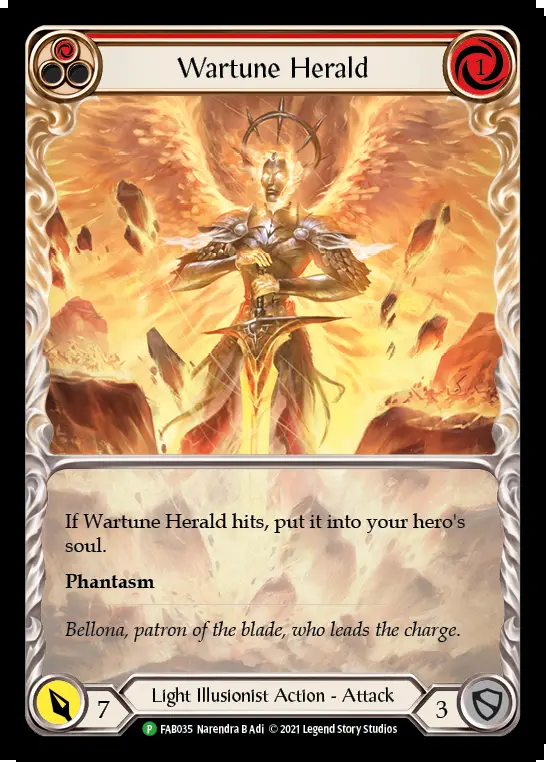 Wartune Herald
1
If Wartune Herald hits, put it into your hero's
soul.
Phantasm
Bellona, patron of the blade, who leads the charge.
7
Light Illusionist Action - Attack
3
P FAB035 Narendra B Adi © 2021 Legend Story Studios